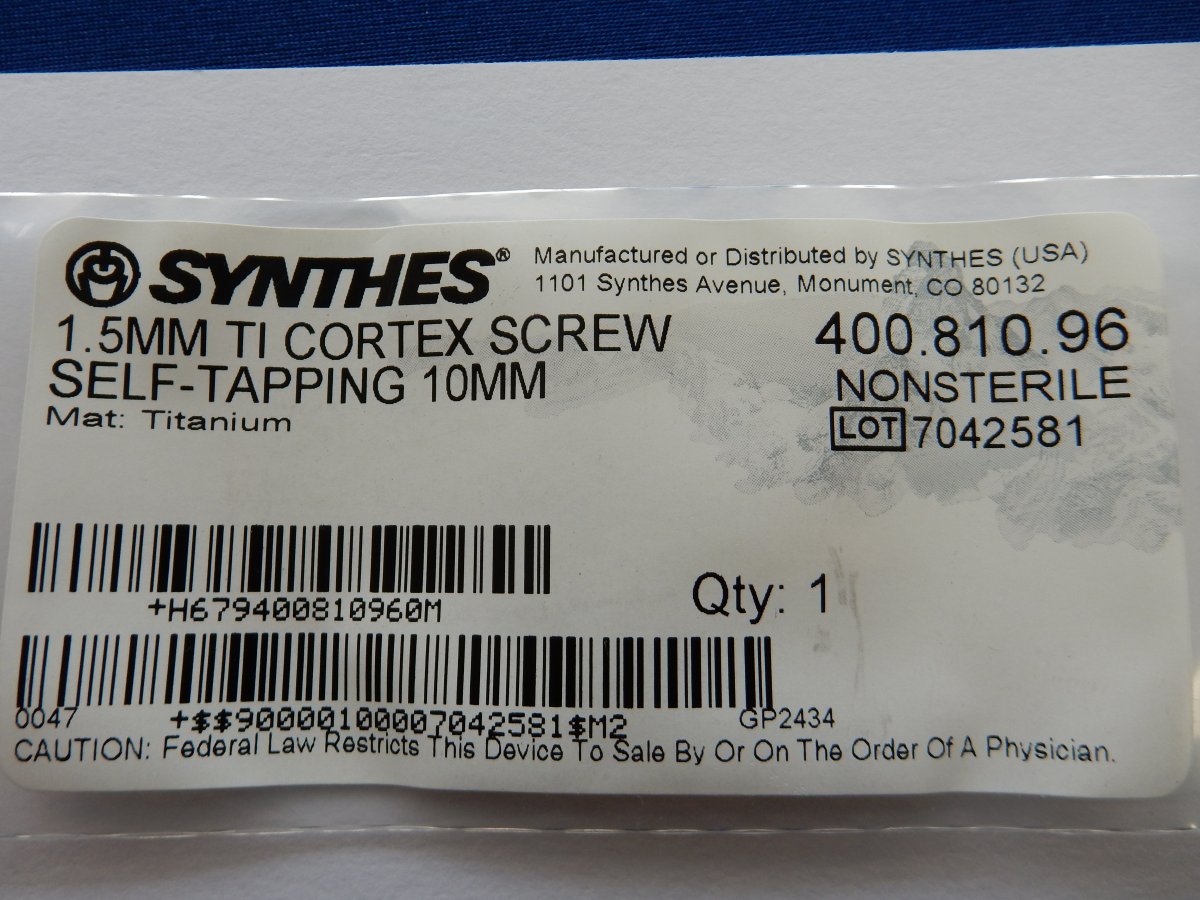 SYNTHES® Manufactured or Distributed by SYNTHES (USA)
1101 Synthes Avenue, Monument, CO 80132
1.5MM TI CORTEX SCREW 400.810.96
SELF-TAPPING 10MM NONSTERILE
Mat: Titanium LOT 7042581
+H679400810960M
Qty: 1
0047 +$$90000100007042581$M2 GP2434
CAUTION: Federal Law Restricts This Device To Sale By Or On The Order Of A Physician.